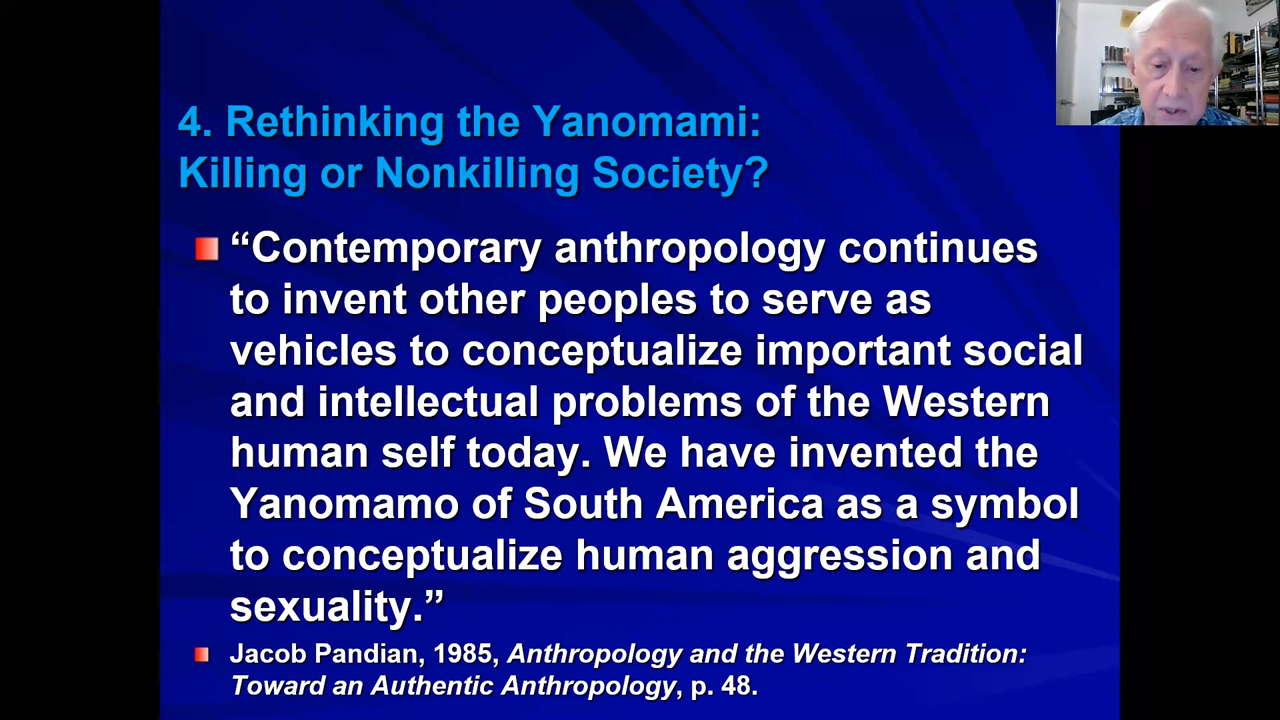 4. Rethinking the Yanomami:
Killing or Nonkilling Society?
“Contemporary anthropology continues
to invent other peoples to serve as
vehicles to conceptualize important social
and intellectual problems of the Western
human self today. We have invented the
Yanomamo of South America as a symbol
to conceptualize human aggression and
sexuality.”
Jacob Pandian, 1985, Anthropology and the Western Tradition:
Toward an Authentic Anthropology, p. 48.